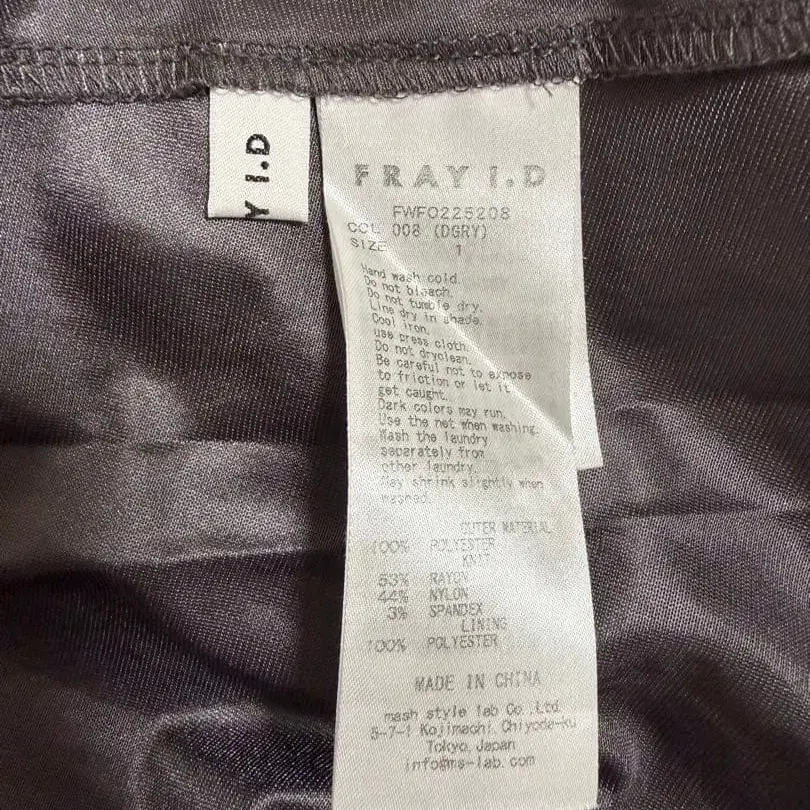 Y I.D
FRAY I.D
FWFO225208
COL 008 (DGRY)
SIZE 1
Hand wash cold.
Do not bleach.
Do not tumble dry.
Line dry in shade.
Cool iron.
use press cloth.
Do not dryclean.
Be careful not to expose
to friction or let it
get caught.
Dark colors may run.
Use the net when washing.
Wash the laundry
separately from
other laundry.
May shrink slightly when
washed.
OUTER MATERIAL
100% POLYESTER
KNIT
53% RAYON
44% NYLON
3% SPANDEX
LINING
100% POLYESTER
MADE IN CHINA
mash style lab Co.,Ltd.
5-7-1 Kojimachi, Chiyoda-ku
Tokyo, Japan
info@ms-lab.com